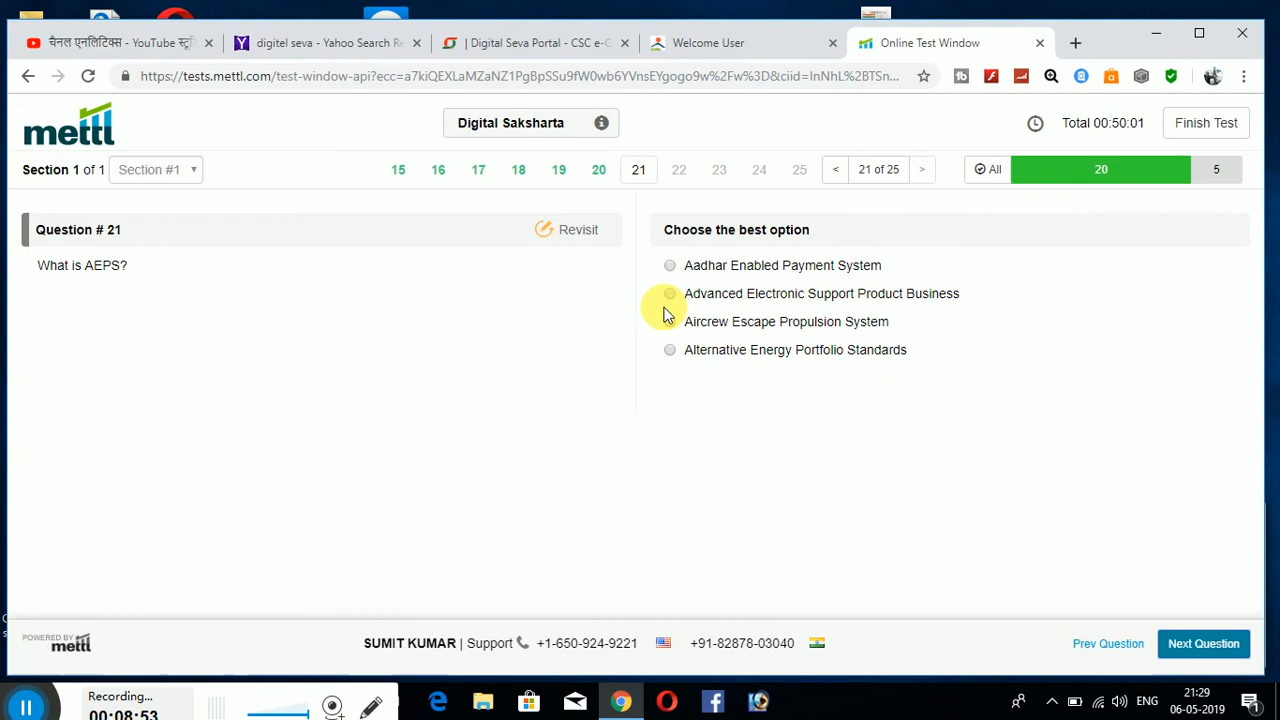 चैनल एनलिटिक्स - YouTube स्टू
digitel seva - Yahoo Search Re
| Digital Seva Portal - CSC e-G
Welcome User
Online Test Window
https://tests.mettl.com/test-window-api?ecc=a7kiQEXLaMZaNZ1PgBpSSu9fW0wb6YVnsEYgogo9w%2Fw%3D&ciid=InNhL%2BTSn...
mettl
Digital Saksharta
Total 00:50:01
Finish Test
Section 1 of 1
Section #1
15 16 17 18 19 20 21 22 23 24 25
< 21 of 25 >
All 20 5
Question # 21
Revisit
Choose the best option
What is AEPS?
Aadhar Enabled Payment System
Advanced Electronic Support Product Business
Aircrew Escape Propulsion System
Alternative Energy Portfolio Standards
POWERED BY
mettl
SUMIT KUMAR | Support +1-650-924-9221 +91-82878-03040
Prev Question
Next Question
Recording...
00:08:53
ENG
21:29
06-05-2019